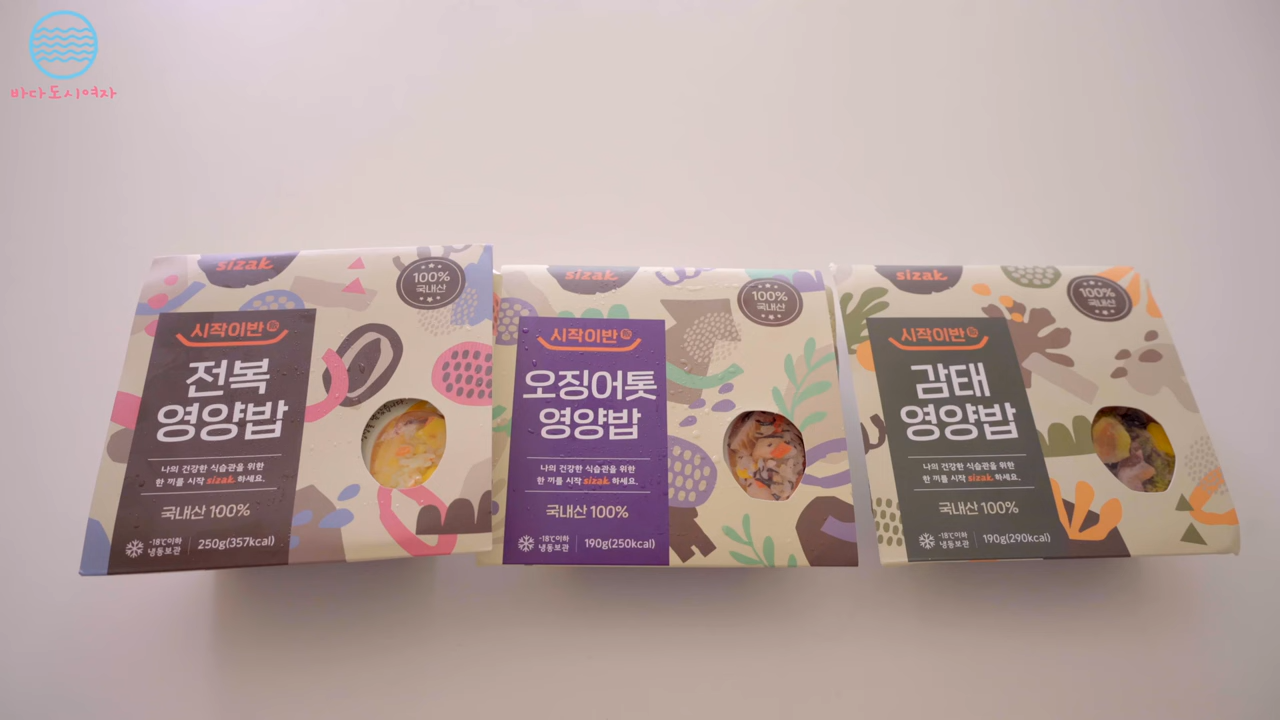 바다도시여자
sizak
100%
국내산
시작이반
전복
영양밥
나의 건강한 식습관을 위한
한 끼를 시작 sizak 하세요.
국내산 100%
-18℃이하
냉동보관
250g(357kcal)
sizak
100%
국내산
시작이반
오징어톳
영양밥
나의 건강한 식습관을 위한
한 끼를 시작 sizak 하세요.
국내산 100%
-18℃이하
냉동보관
190g(250kcal)
sizak
100%
국내산
시작이반
감태
영양밥
나의 건강한 식습관을 위한
한 끼를 시작 sizak 하세요.
국내산 100%
-18℃이하
냉동보관
190g(290kcal)